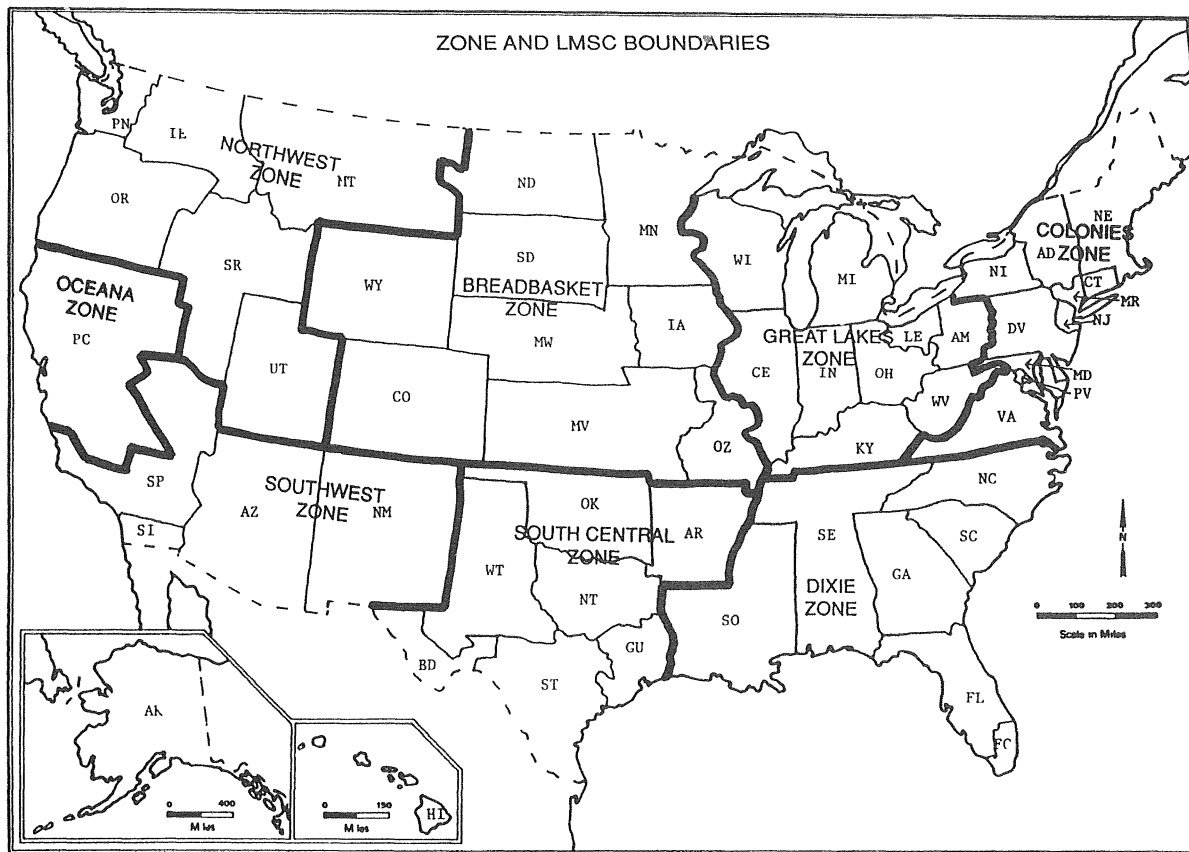 ZONE AND LMSC BOUNDARIES
PN
IE
NORTHWEST
ZONE
MT
ND
OR
MN
NE
COLONIES
ZONE
AD
SR
SD
WI
MI
NI
CT
OCEANA
ZONE
WY
BREADBASKET
ZONE
MR
PC
IA
NJ
MW
GREAT LAKES
ZONE
LE
AM
DV
UT
CE
IN
OH
MD
CO
PV
WV
VA
MV
OZ
KY
SP
SOUTHWEST
ZONE
NC
AZ
NM
OK
SI
SOUTH CENTRAL
ZONE
AR
SE
SC
N
WT
GA
NT
DIXIE
ZONE
0 100 200 300
Scale in Miles
SO
GU
BD
ST
FL
AK
FC
0 400
M les
0 150
M les
HI